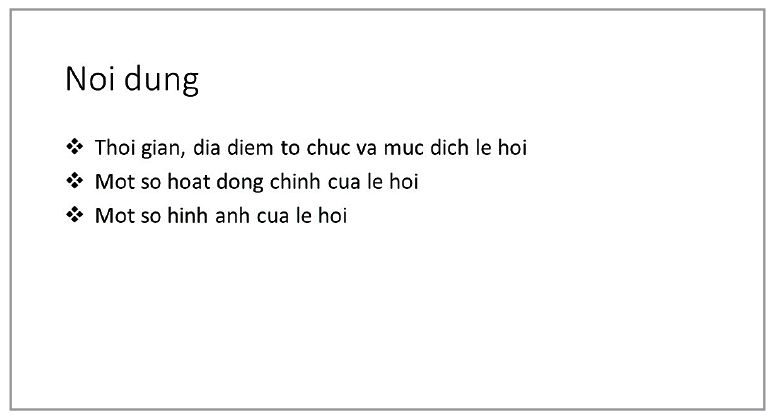 Noi dung
❖ Thoi gian, dia diem to chuc va muc dich le hoi
❖ Mot so hoat dong chinh cua le hoi
❖ Mot so hinh anh cua le hoi